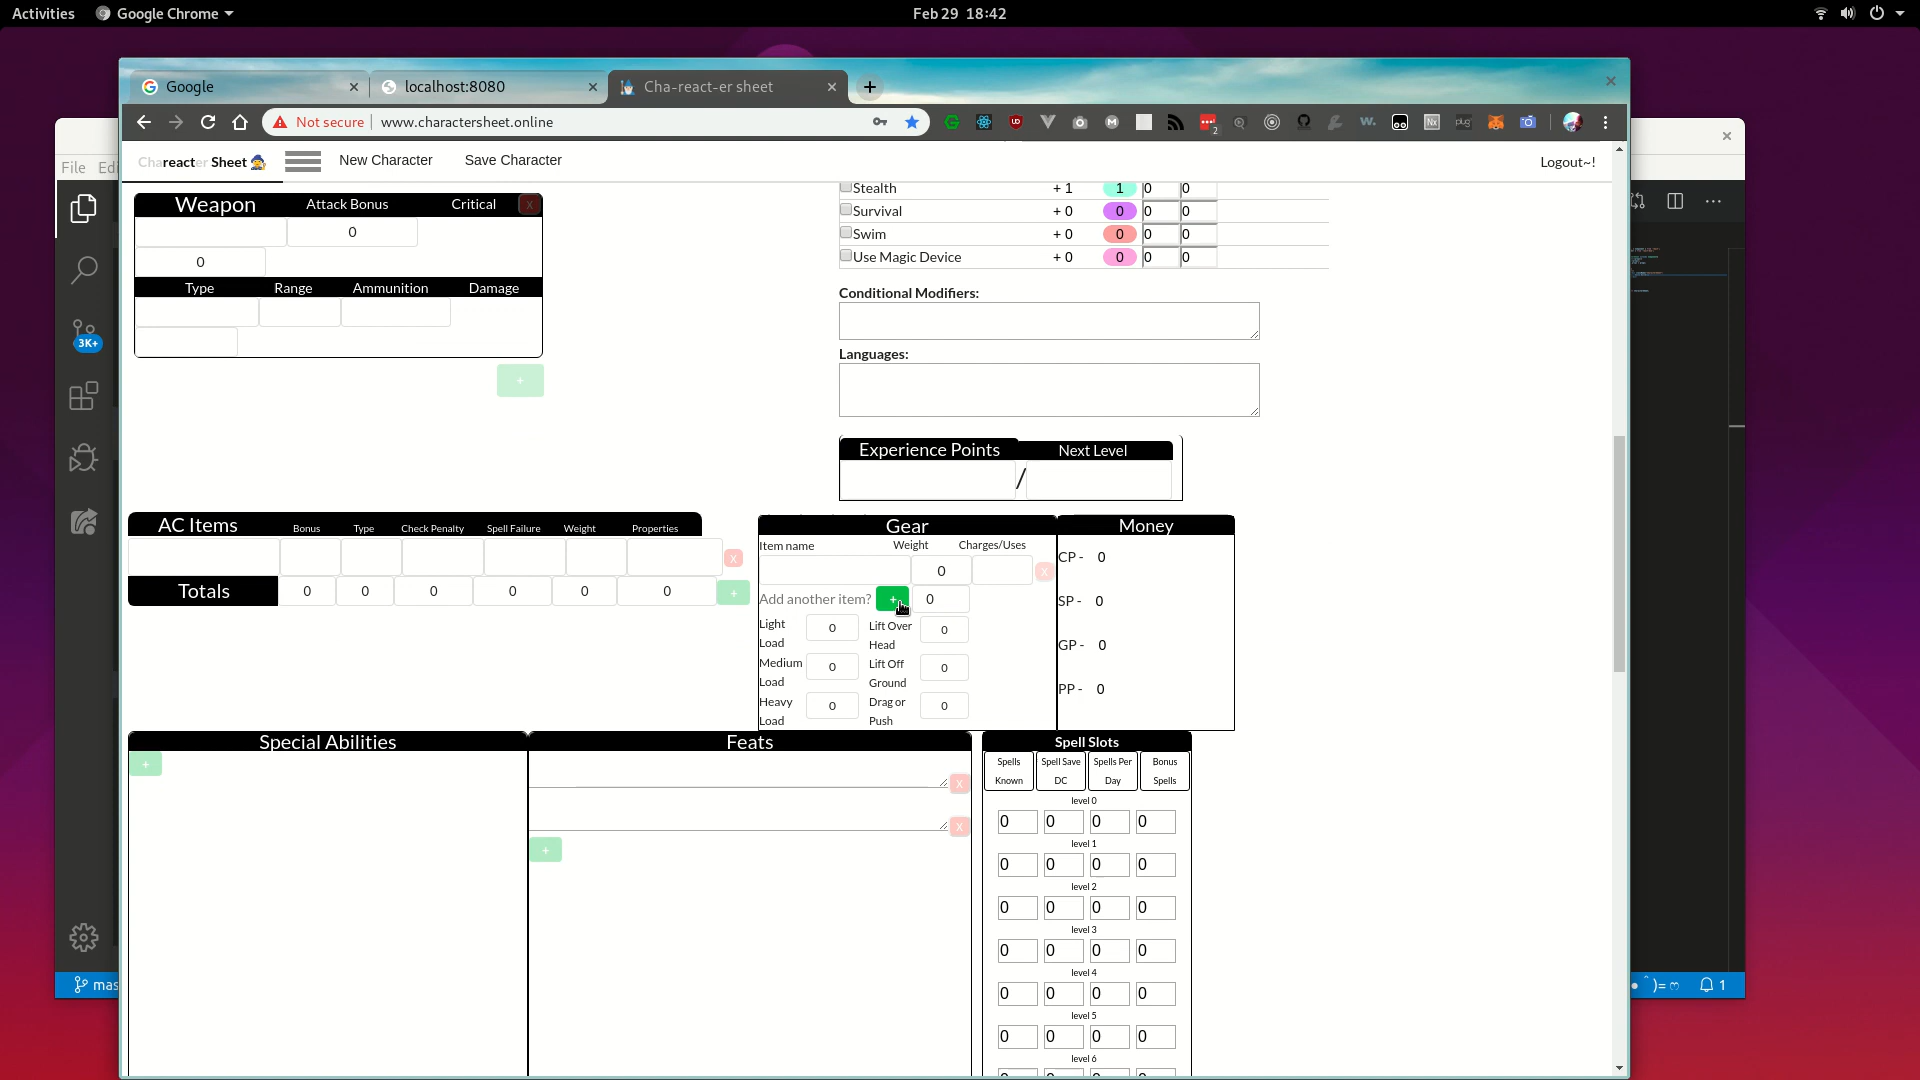 Activities Google Chrome Feb 29 18:42
Google localhost:8080 Cha-react-er sheet
Not secure www.charactersheet.online 2
File
Chareacter Sheet New Character Save Character Logout~!
Weapon Attack Bonus Critical X
0
0
Type Range Ammunition Damage
+
3K+
Stealth + 1 1 0 0
Survival + 0 0 0 0
Swim + 0 0 0 0
Use Magic Device + 0 0 0 0
Conditional Modifiers:
Languages:
Experience Points Next Level
/
AC Items Bonus Type Check Penalty Spell Failure Weight Properties
X
Totals 0 0 0 0 0 0 +
Gear
Item name Weight Charges/Uses
0 X
Add another item? + 0
Light Load 0 Lift Over Head 0
Medium Load 0 Lift Off Ground 0
Heavy Load 0 Drag or Push 0
Money
CP - 0
SP - 0
GP - 0
PP - 0
Special Abilities
+
Feats
X
X
+
Spell Slots
Spells Known Spell Save DC Spells Per Day Bonus Spells
level 0
0 0 0 0
level 1
0 0 0 0
level 2
0 0 0 0
level 3
0 0 0 0
level 4
0 0 0 0
level 5
0 0 0 0
level 6
mas
1